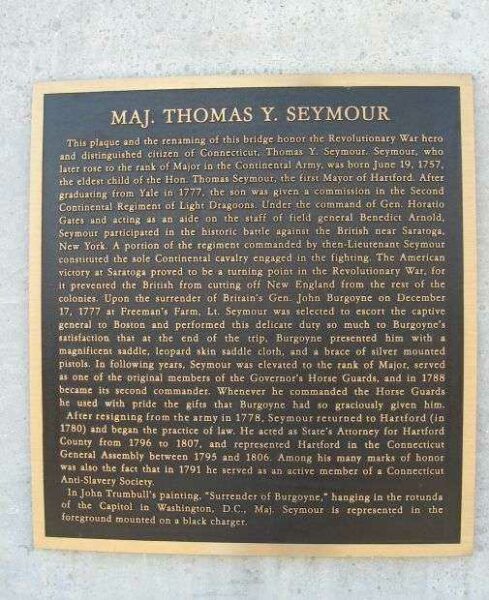 MAJ. THOMAS Y. SEYMOUR
This plaque and the renaming of this bridge honor the Revolutionary War hero
and distinguished citizen of Connecticut, Thomas Y. Seymour. Seymour, who
later rose to the rank of Major in the Continental Army, was born June 19, 1757,
the eldest child of the Hon. Thomas Seymour, the first Mayor of Hartford. After
graduating from Yale in 1777, the son was given a commission in the Second
Continental Regiment of Light Dragoons. Under the command of Gen. Horatio
Gates and acting as an aide on the staff of field general Benedict Arnold,
Seymour participated in the historic battle against the British near Saratoga,
New York. A portion of the regiment commanded by then-Lieutenant Seymour
constituted the sole Continental cavalry engaged in the fighting. The American
victory at Saratoga proved to be a turning point in the Revolutionary War, for
it prevented the British from cutting off New England from the rest of the
colonies. Upon the surrender of Britain's Gen. John Burgoyne on December
17, 1777 at Freeman's Farm, Lt. Seymour was selected to escort the captive
general to Boston and performed this delicate duty so much to Burgoyne's
satisfaction that at the end of the trip, Burgoyne presented him with a
magnificent saddle, leopard skin saddle cloth, and a brace of silver mounted
pistols. In following years, Seymour was elevated to the rank of Major, served
as one of the original members of the Governor's Horse Guards, and in 1788
became its second commander. Whenever he commanded the Horse Guards
he used with pride the gifts that Burgoyne had so graciously given him.
After resigning from the army in 1778, Seymour returned to Hartford (in
1780) and began the practice of law. He acted as State's Attorney for Hartford
County from 1796 to 1807, and represented Hartford in the Connecticut
General Assembly between 1795 and 1806. Among his many marks of honor
was also the fact that in 1791 he served as an active member of a Connecticut
Anti-Slavery Society.
In John Trumbull's painting, "Surrender of Burgoyne," hanging in the rotunda
of the Capitol in Washington, D.C., Maj. Seymour is represented in the
foreground mounted on a black charger.